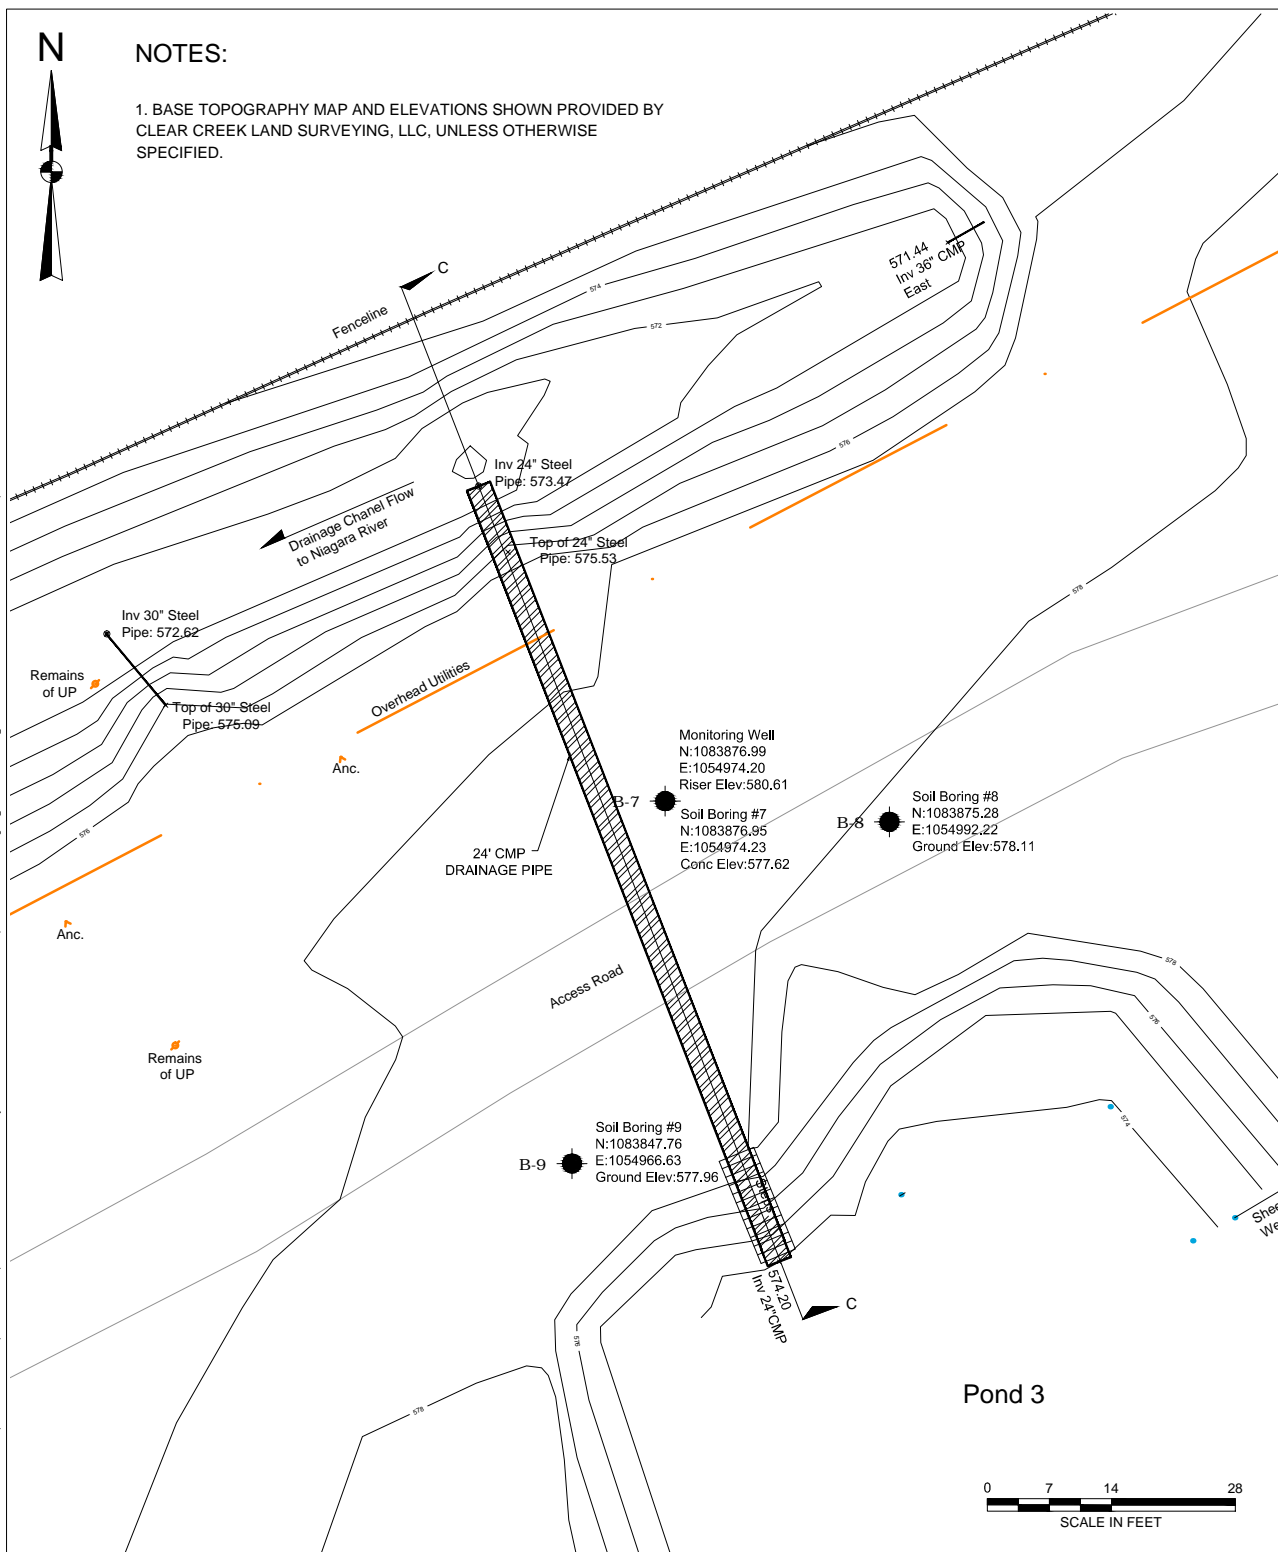 N
NOTES:
1. BASE TOPOGRAPHY MAP AND ELEVATIONS SHOWN PROVIDED BY
CLEAR CREEK LAND SURVEYING, LLC, UNLESS OTHERWISE
SPECIFIED.
571.44
Inv 36" CMP
East
C
574
Fenceline
572
576
Inv 24" Steel
Pipe: 573.47
Drainage Chanel Flow
to Niagara River
Top of 24" Steel
Pipe: 575.53
578
Inv 30" Steel
Pipe: 572.62
Remains
of UP
Top of 30" Steel
Pipe: 575.09
Overhead Utilities
Anc.
Monitoring Well
N:1083876.99
E:1054974.20
Riser Elev:580.61
B-7
Soil Boring #7
N:1083876.95
E:1054974.23
Conc Elev:577.62
B-8
Soil Boring #8
N:1083875.28
E:1054992.22
Ground Elev:578.11
576
24' CMP
DRAINAGE PIPE
Anc.
Access Road
578
576
Remains
of UP
574
B-9
Soil Boring #9
N:1083847.76
E:1054966.63
Ground Elev:577.96
Steps
Shee
We
574.20
Inv 24"CMP
C
576
578
Pond 3
0 7 14 28
SCALE IN FEET